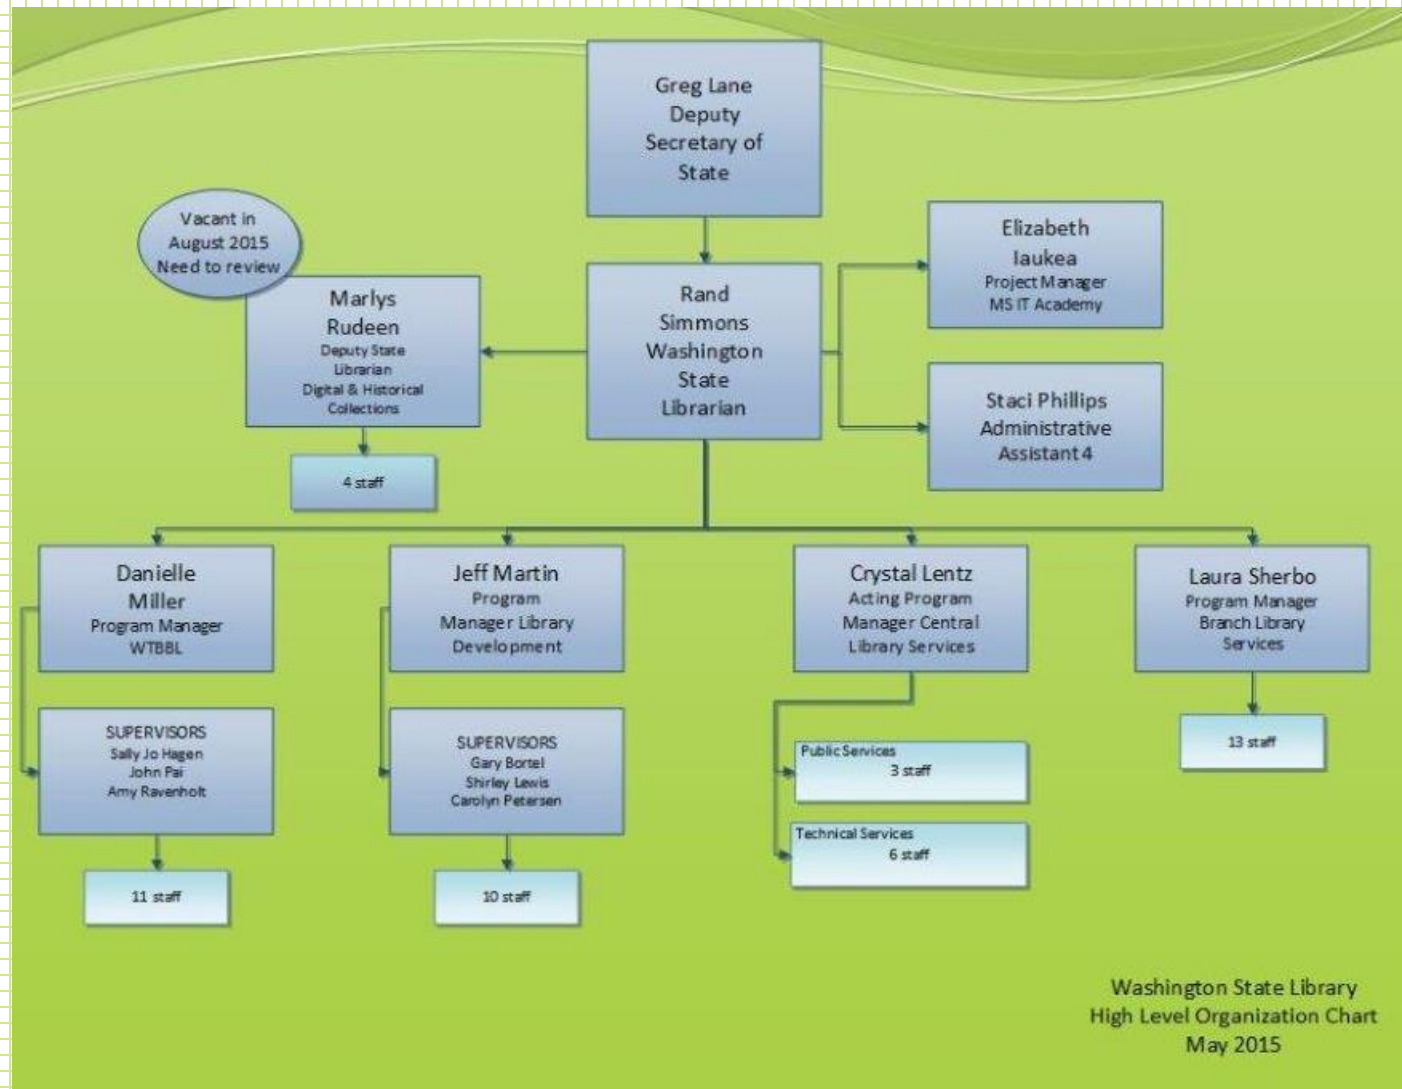 Greg Lane
Deputy
Secretary of
State
Vacant in
August 2015
Need to review
Marlys
Rudeen
Deputy State
Librarian
Digital & Historical
Collections
4 staff
Rand
Simmons
Washington
State
Librarian
Elizabeth
Iaukea
Project Manager
MS IT Academy
Staci Phillips
Administrative
Assistant 4
Danielle
Miller
Program Manager
WTBBL
SUPERVISORS
Sally Jo Hagen
John Pai
Amy Ravenholt
11 staff
Jeff Martin
Program
Manager Library
Development
SUPERVISORS
Gary Bortel
Shirley Lewis
Carolyn Petersen
10 staff
Crystal Lentz
Acting Program
Manager Central
Library Services
Public Services
3 staff
Technical Services
6 staff
Laura Sherbo
Program Manager
Branch Library
Services
13 staff
Washington State Library
High Level Organization Chart
May 2015